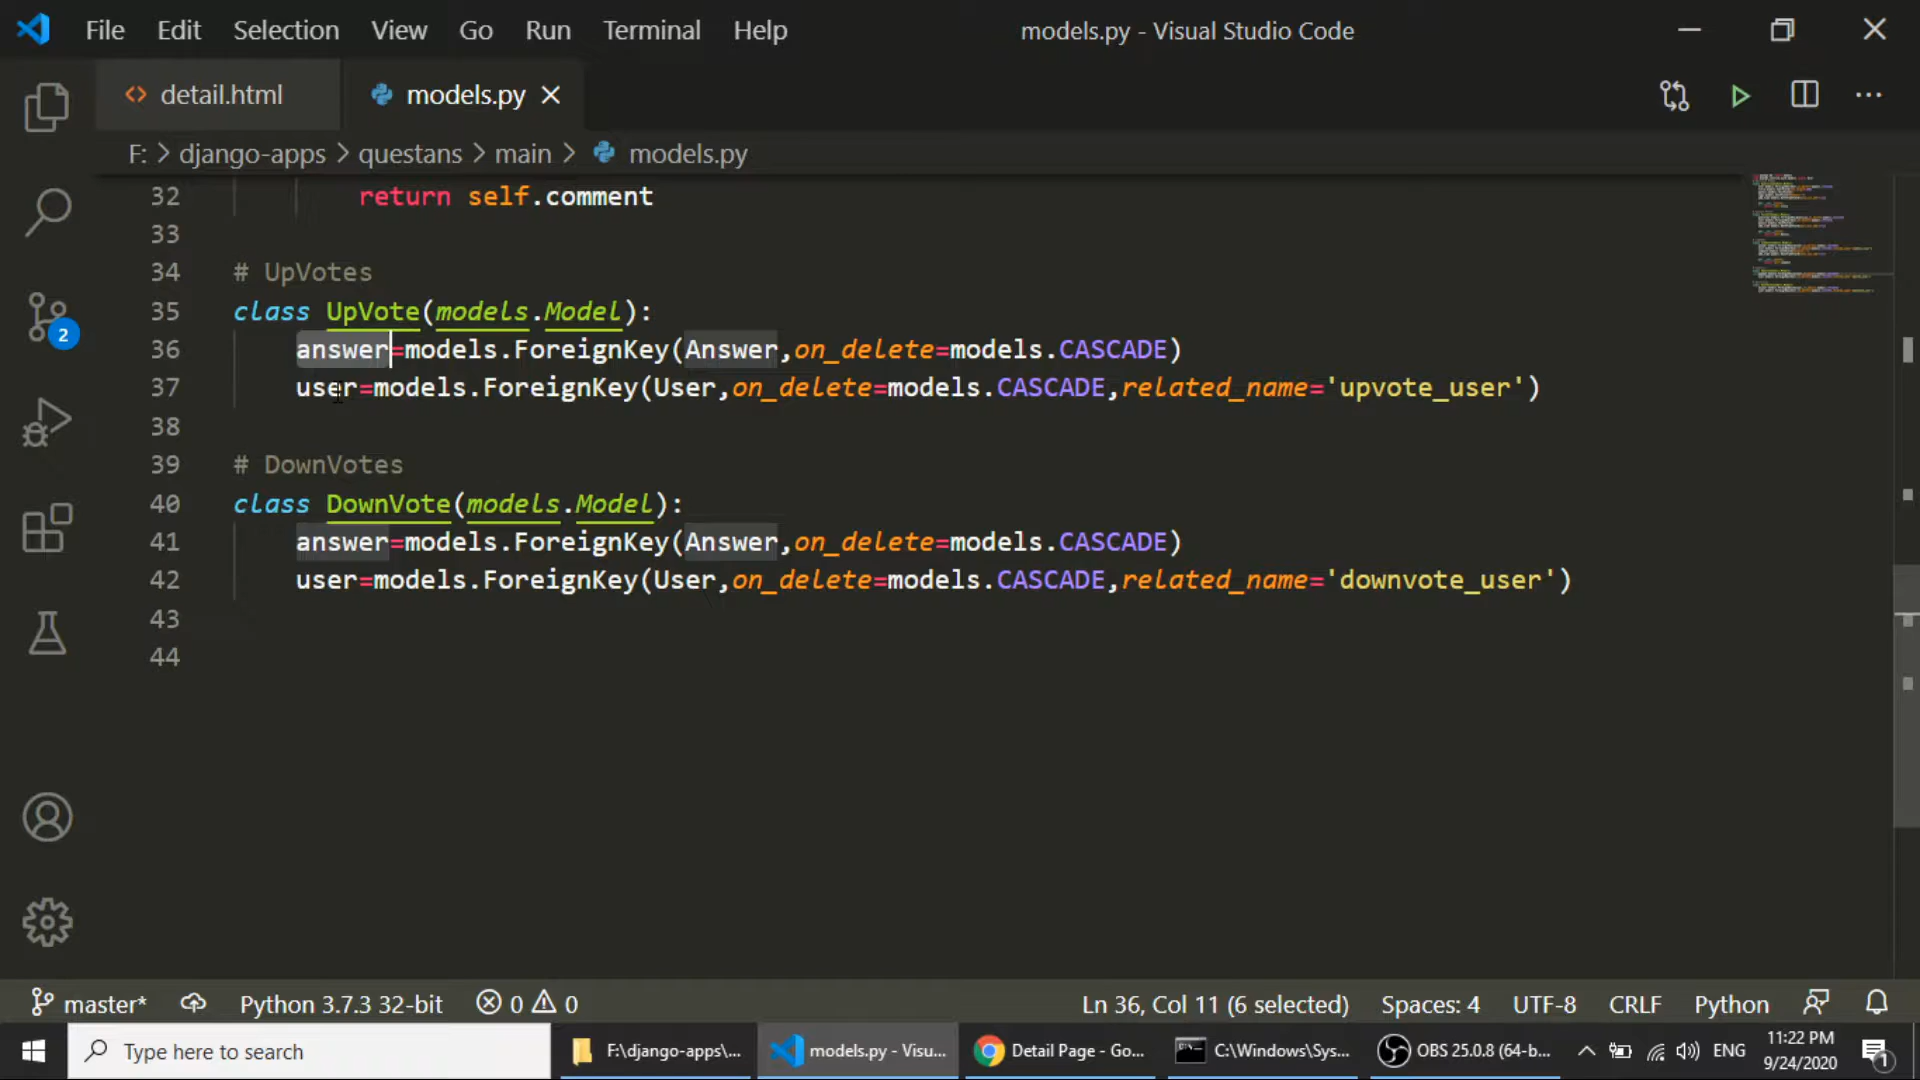 File Edit Selection View Go Run Terminal Help models.py - Visual Studio Code
detail.html models.py
F: > django-apps > questans > main > models.py
32 return self.comment
33
34 # UpVotes
35 class UpVote(models.Model):
36 answer=models.ForeignKey(Answer,on_delete=models.CASCADE)
37 user=models.ForeignKey(User,on_delete=models.CASCADE,related_name='upvote_user')
38
39 # DownVotes
40 class DownVote(models.Model):
41 answer=models.ForeignKey(Answer,on_delete=models.CASCADE)
42 user=models.ForeignKey(User,on_delete=models.CASCADE,related_name='downvote_user')
43
44
2
master* Python 3.7.3 32-bit 0 0 Ln 36, Col 11 (6 selected) Spaces: 4 UTF-8 CRLF Python
Type here to search F:\django-apps\... models.py - Visu... Detail Page - Go... C:\Windows\Sys... OBS 25.0.8 (64-b... ENG 11:22 PM
9/24/2020 1